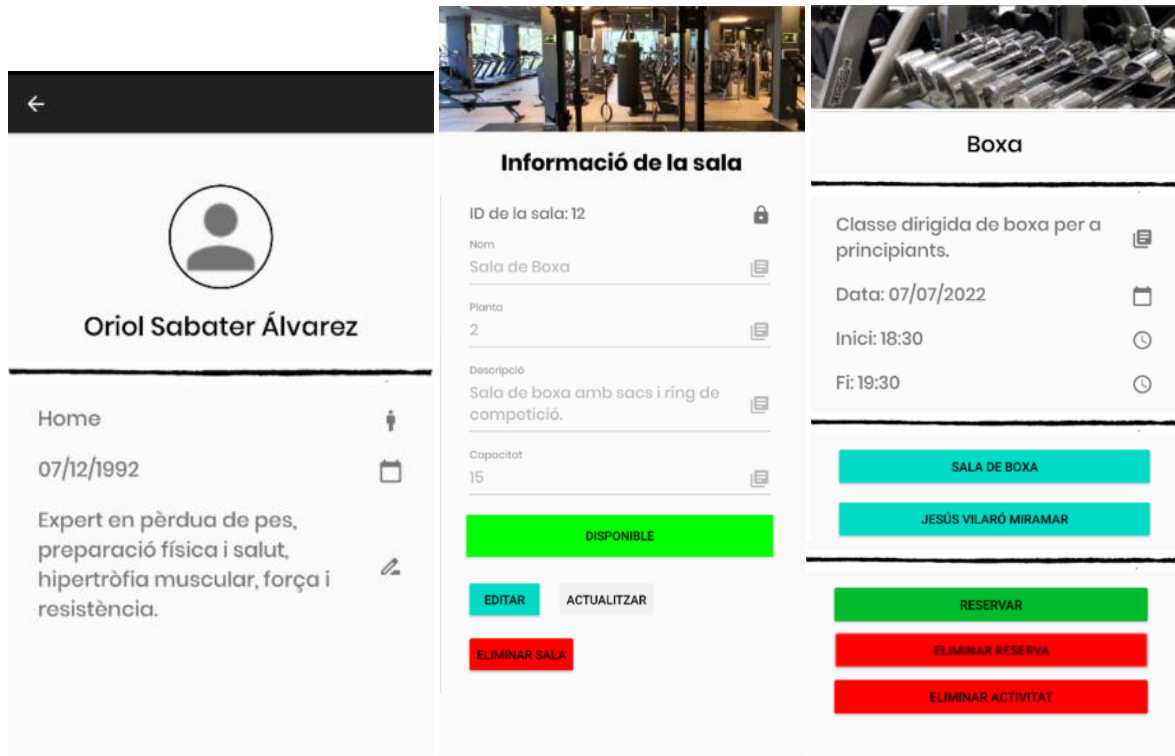 Oriol Sabater Álvarez
Home
07/12/1992
Expert en pèrdua de pes,
preparació física i salut,
hipertròfia muscular, força i
resistència.
Informació de la sala
ID de la sala: 12
Nom
Sala de Boxa
Planta
2
Descripció
Sala de boxa amb sacs i ring de
competició.
Capacitat
15
DISPONIBLE
EDITAR
ACTUALITZAR
ELIMINAR SALA
Boxa
Classe dirigida de boxa per a
principiants.
Data: 07/07/2022
Inici: 18:30
Fi: 19:30
SALA DE BOXA
JESÚS VILARÓ MIRAMAR
RESERVAR
ELIMINAR RESERVA
ELIMINAR ACTIVITAT